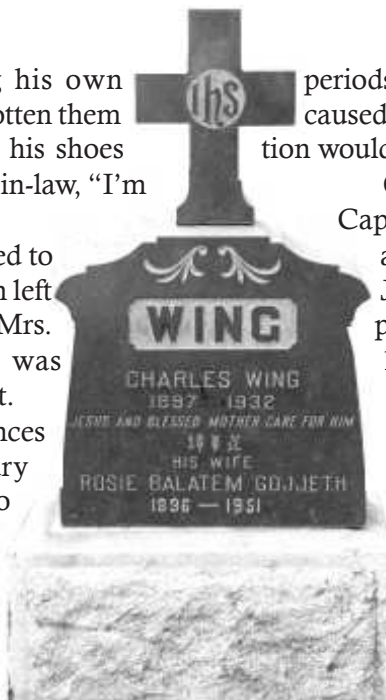 his own
otten them
his shoes
in-law, “I’m
ed to
n left
Mrs.
was
t.
nces
ry
o
ihs
WING
CHARLES WING
1897 1932
JESUS AND BLESSED MOTHER CARE FOR HIM
HIS WIFE
ROSIE BALATEM GOJJETH
1896 — 1951
periods
caused
tion would
Cap
a